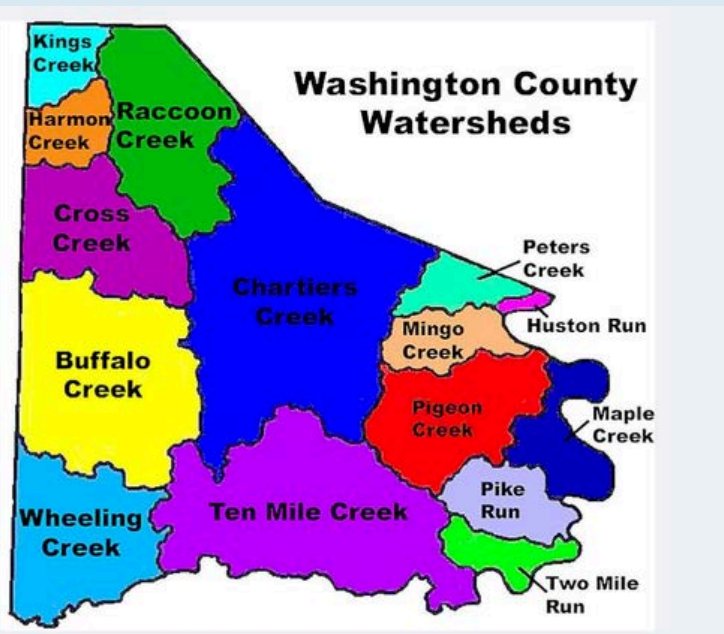 Washington County
Watersheds
Kings
Creek
Raccoon
Creek
Harmon
Creek
Cross
Creek
Chartiers
Creek
Peters
Creek
Huston Run
Mingo
Creek
Buffalo
Creek
Pigeon
Creek
Maple
Creek
Pike
Run
Ten Mile Creek
Wheeling
Creek
Two Mile
Run